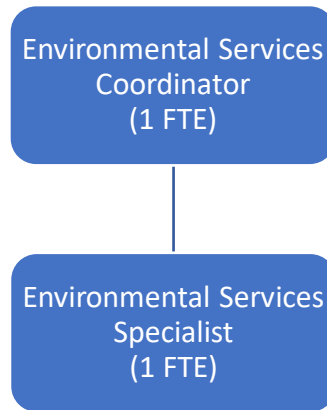 Environmental Services
Coordinator
(1 FTE)
Environmental Services
Specialist
(1 FTE)